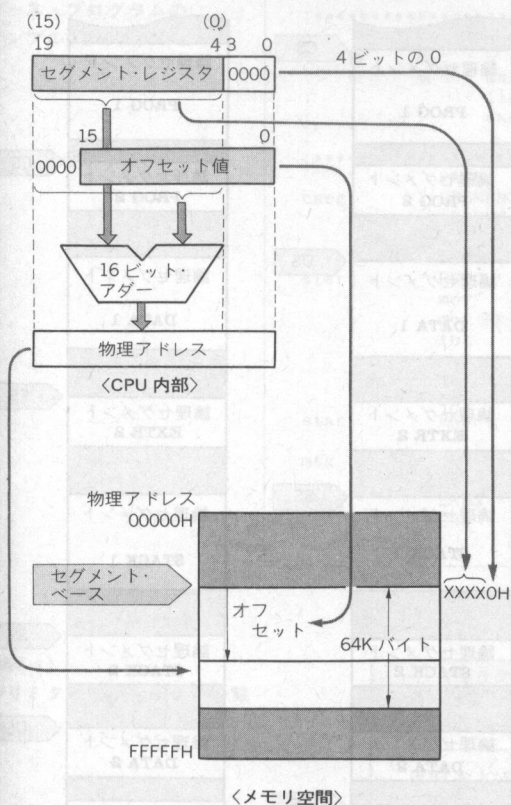 (15) (0)
19 4 3 0
セグメント・レジスタ 0000
4ビットの0
15 0
0000 オフセット値
16ビット・
アダー
物理アドレス
〈CPU内部〉
物理アドレス
00000H
セグメント・
ベース
XXXX0H
オフ
セット
64Kバイト
FFFFFH
〈メモリ空間〉